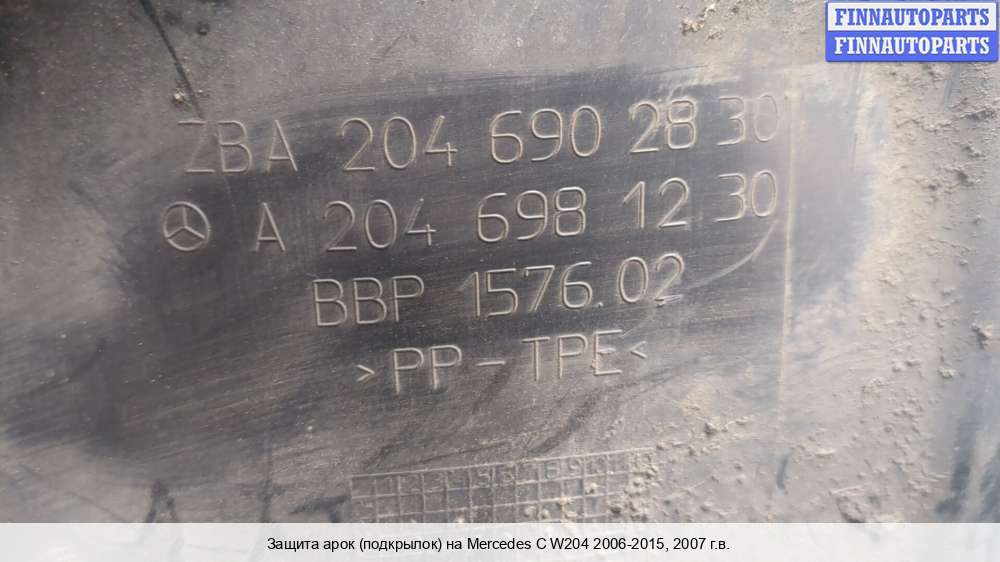 FINNAUTOPARTS
FINNAUTOPARTS
ZBA 204 690 28 30
A 204 698 12 30
BBP 1576.02
>PP-TPE<
Защита арок (подкрылок) на Mercedes C W204 2006-2015, 2007 г.в.